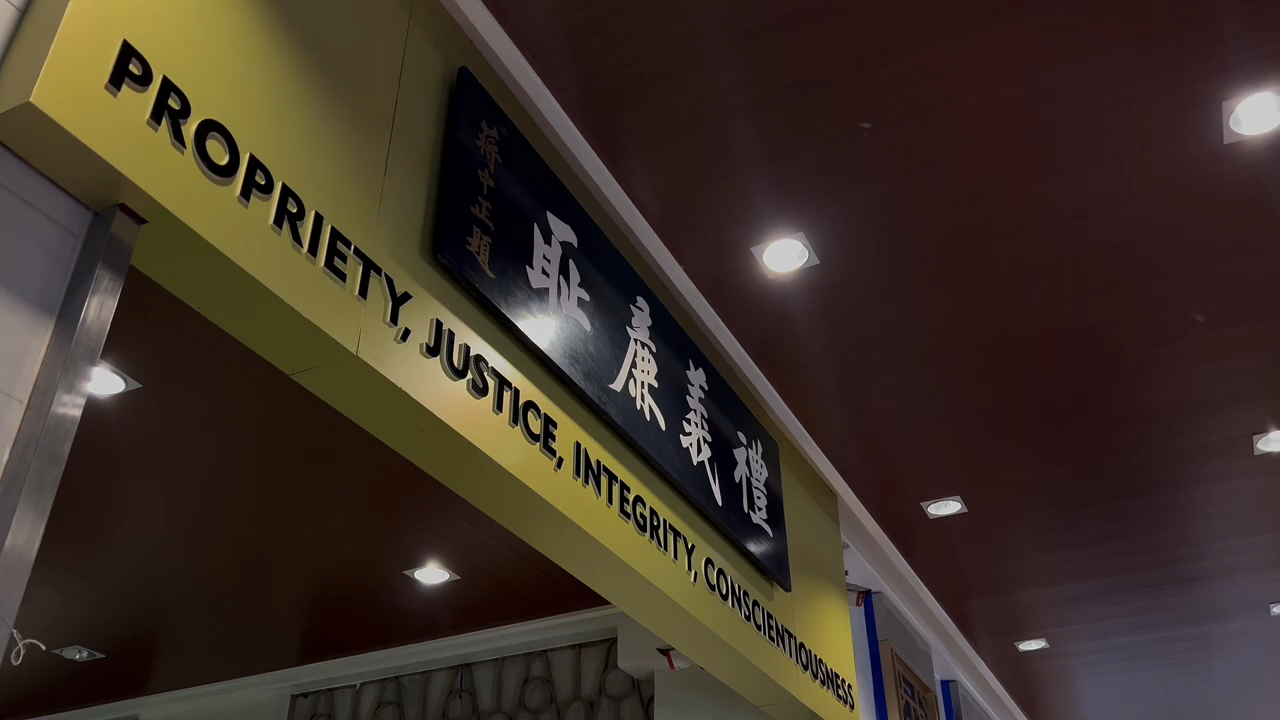 禮義廉恥
蔣中正題
PROPRIETY, JUSTICE, INTEGRITY, CONSCIENTIOUSNESS